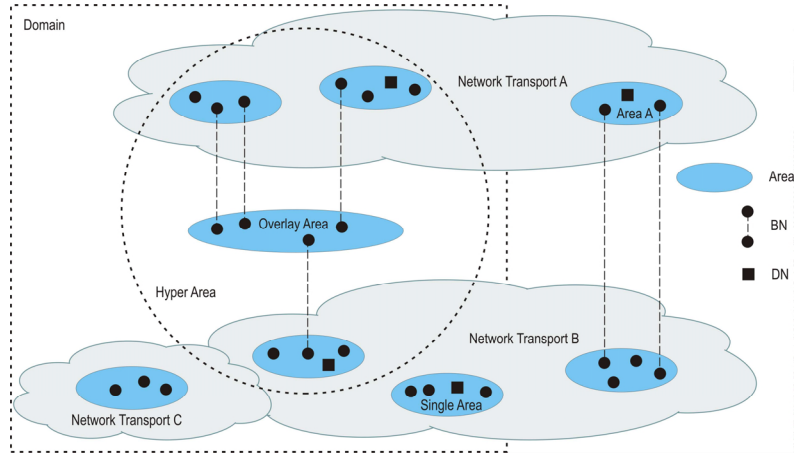 Domain
Network Transport A
Area A
Area
Overlay Area
BN
DN
Hyper Area
Network Transport B
Single Area
Network Transport C